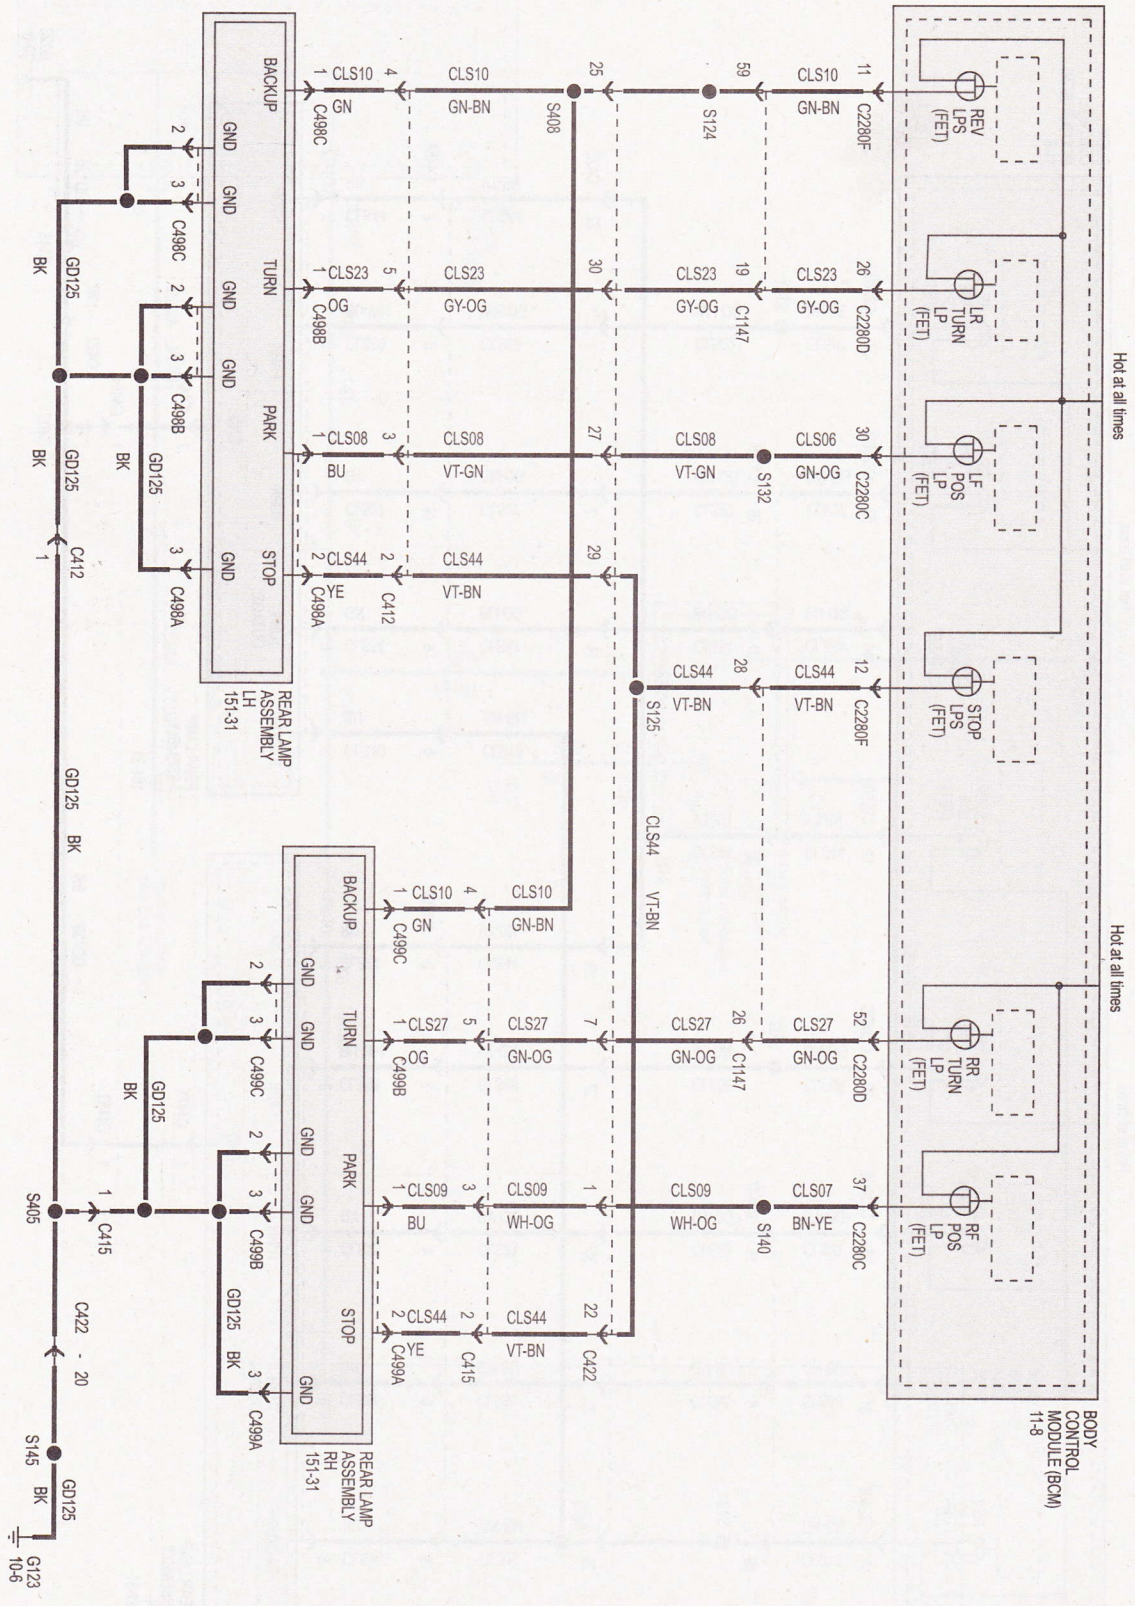 Hot at all times
Hot at all times
BODY
CONTROL
MODULE (BCM)
11-8
REV
LPS
(FET)
LR
TURN
LP
(FET)
LF
POS
LP
(FET)
STOP
LPS
(FET)
RR
TURN
LP
(FET)
RF
POS
LP
(FET)
11 C2280F
26 C2280D
30 C2280C
12 C2280F
52 C2280D
37 C2280C
CLS10
GN-BN
CLS23
GY-OG
CLS06
GN-OG
CLS44
VT-BN
CLS27
GN-OG
CLS07
BN-YE
59
19 C1147
S132
28
26 C1147
S140
S124
CLS23
GY-OG
CLS08
VT-GN
CLS44
VT-BN
CLS27
GN-OG
CLS09
WH-OG
S125
CLS44 VT-BN
25
30
27
29
7
1
22 C422
S408
CLS10
GN-BN
CLS23
GY-OG
CLS08
VT-GN
CLS44
VT-BN
CLS10
GN-BN
CLS27
GN-OG
CLS09
WH-OG
CLS44
VT-BN
4
5
3
2 C412
4
5
3
2 C415
CLS10
GN
CLS23
OG
CLS08
BU
CLS44
YE
CLS10
GN
CLS27
OG
CLS09
BU
CLS44
YE
1 C498C
1 C498B
1
2 C498A
1 C499C
1 C499B
1
2 C499A
BACKUP
TURN
PARK
STOP
GND
GND
GND
GND
GND
REAR LAMP
ASSEMBLY
LH
151-31
BACKUP
TURN
PARK
STOP
GND
GND
GND
GND
GND
REAR LAMP
ASSEMBLY
RH
151-31
2
3 C498C
2
3 C498B
3 C498A
2
3 C499C
2
3 C499B
3 C499A
GD125
BK
GD125
BK
GD125
BK
GD125
BK
GD125
BK
C412
1
GD125 BK
S405
1
C415
C422 - 20
S145
GD125
BK
G123
10-6